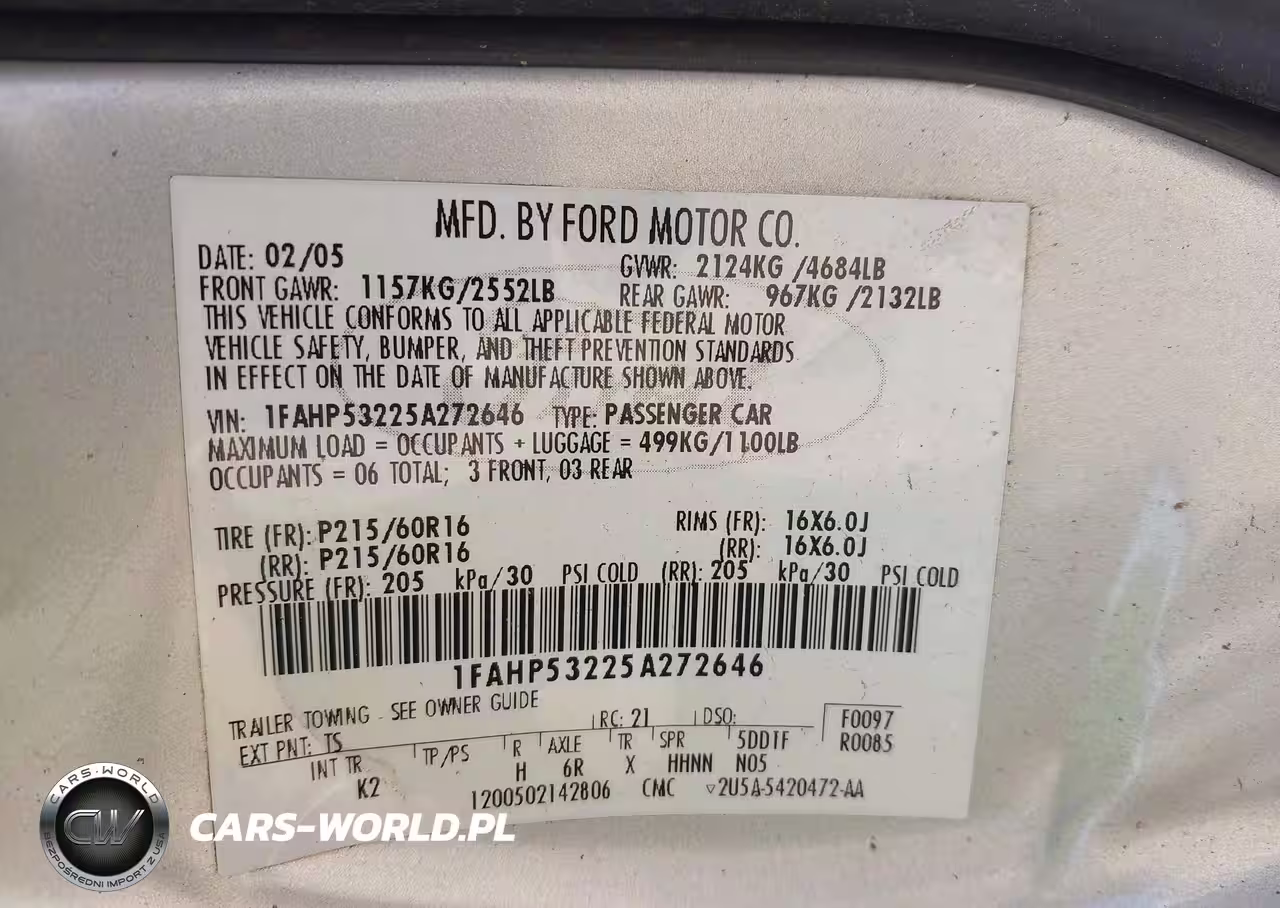 MFD. BY FORD MOTOR CO.
DATE: 02/05 GVWR: 2124KG /4684LB
FRONT GAWR: 1157KG/2552LB REAR GAWR: 967KG /2132LB
THIS VEHICLE CONFORMS TO ALL APPLICABLE FEDERAL MOTOR
VEHICLE SAFETY, BUMPER, AND THEFT PREVENTION STANDARDS
IN EFFECT ON THE DATE OF MANUFACTURE SHOWN ABOVE.
VIN: 1FAHP53225A272646 TYPE: PASSENGER CAR
MAXIMUM LOAD = OCCUPANTS + LUGGAGE = 499KG/1100LB
OCCUPANTS = 06 TOTAL; 3 FRONT, 03 REAR
TIRE (FR): P215/60R16 RIMS (FR): 16X6.0J
(RR): P215/60R16 (RR): 16X6.0J
PRESSURE (FR): 205 kPa/30 PSI COLD (RR): 205 kPa/30 PSI COLD
1FAHP53225A272646
TRAILER TOWING - SEE OWNER GUIDE
EXT PNT: TS RC: 21 DSO: F0097
INT TR TP/PS R AXLE TR SPR 5DDTF R0085
K2 H 6R X HHNN N05
1200502142806 CMC ▽2U5A-5420472-AA
CARS-WORLD
CW
BEZPOŚREDNI IMPORT Z USA
CARS-WORLD.PL